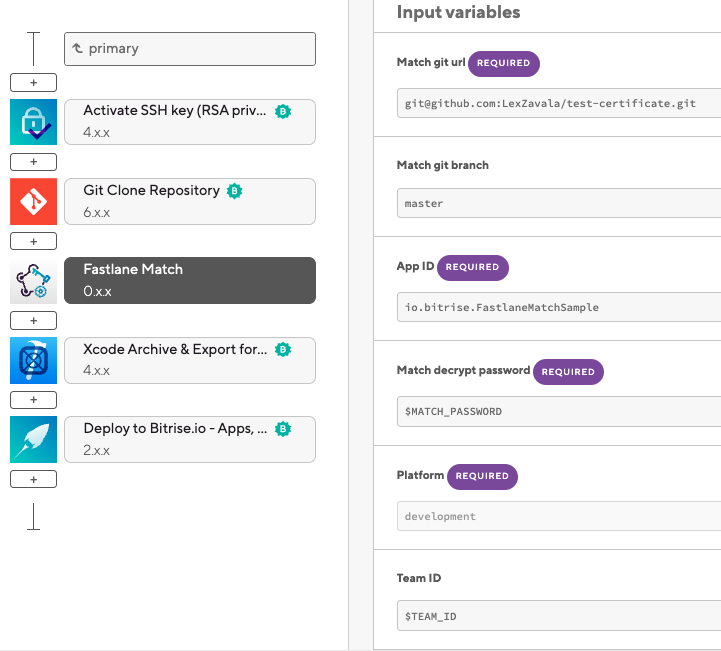 primary
+
Activate SSH key (RSA priv...
4.x.x
+
Git Clone Repository
6.x.x
+
Fastlane Match
0.x.x
+
Xcode Archive & Export for...
4.x.x
+
Deploy to Bitrise.io - Apps, ...
2.x.x
+
Input variables
Match git url REQUIRED
git@github.com:LexZavala/test-certificate.git
Match git branch
master
App ID REQUIRED
io.bitrise.FastlaneMatchSample
Match decrypt password REQUIRED
$MATCH_PASSWORD
Platform REQUIRED
development
Team ID
$TEAM_ID